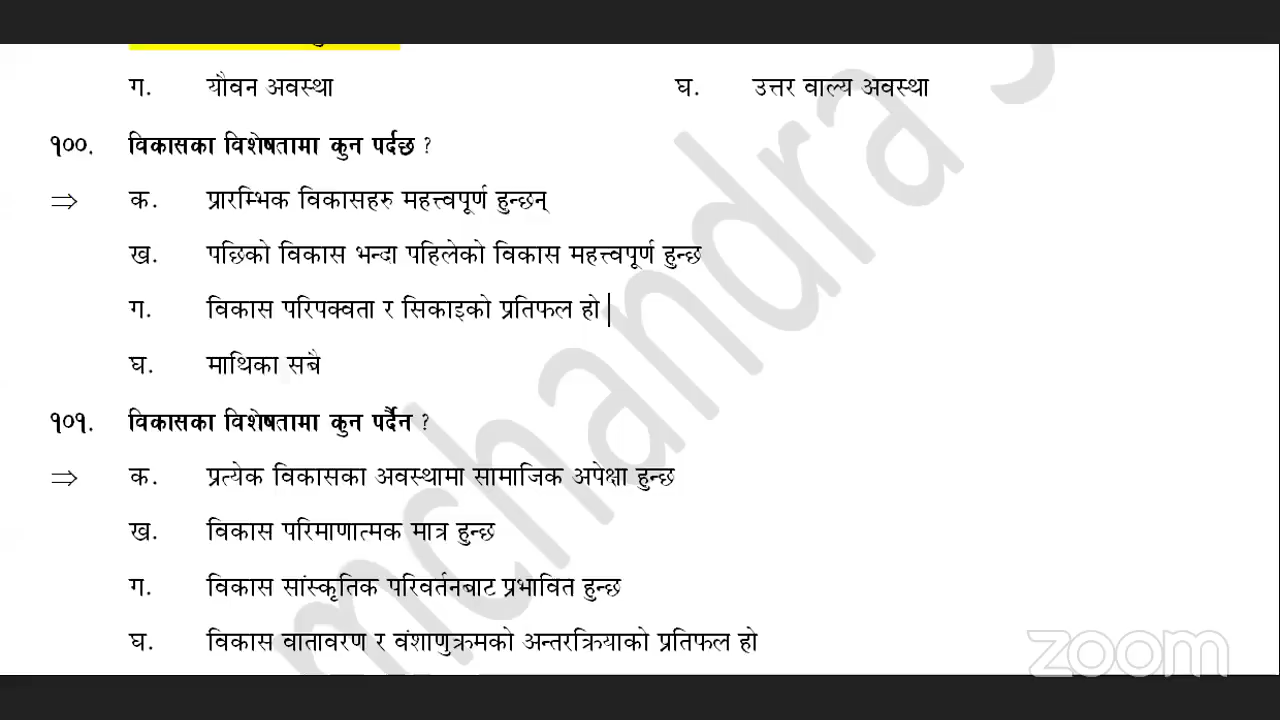 ग. यौवन अवस्था घ. उत्तर वाल्य अवस्था
१००. विकासका विशेषतामा कुन पर्दछ ?
⇒ क. प्रारम्भिक विकासहरु महत्त्वपूर्ण हुन्छन्
ख. पछिको विकास भन्दा पहिलेको विकास महत्त्वपूर्ण हुन्छ
ग. विकास परिपक्वता र सिकाइको प्रतिफल हो
घ. माथिका सबै
१०१. विकासका विशेषतामा कुन पर्दैन ?
⇒ क. प्रत्येक विकासका अवस्थामा सामाजिक अपेक्षा हुन्छ
ख. विकास परिमाणात्मक मात्र हुन्छ
ग. विकास सांस्कृतिक परिवर्तनबाट प्रभावित हुन्छ
घ. विकास वातावरण र वंशाणुक्रमको अन्तरक्रियाको प्रतिफल हो
mchandra
zoom